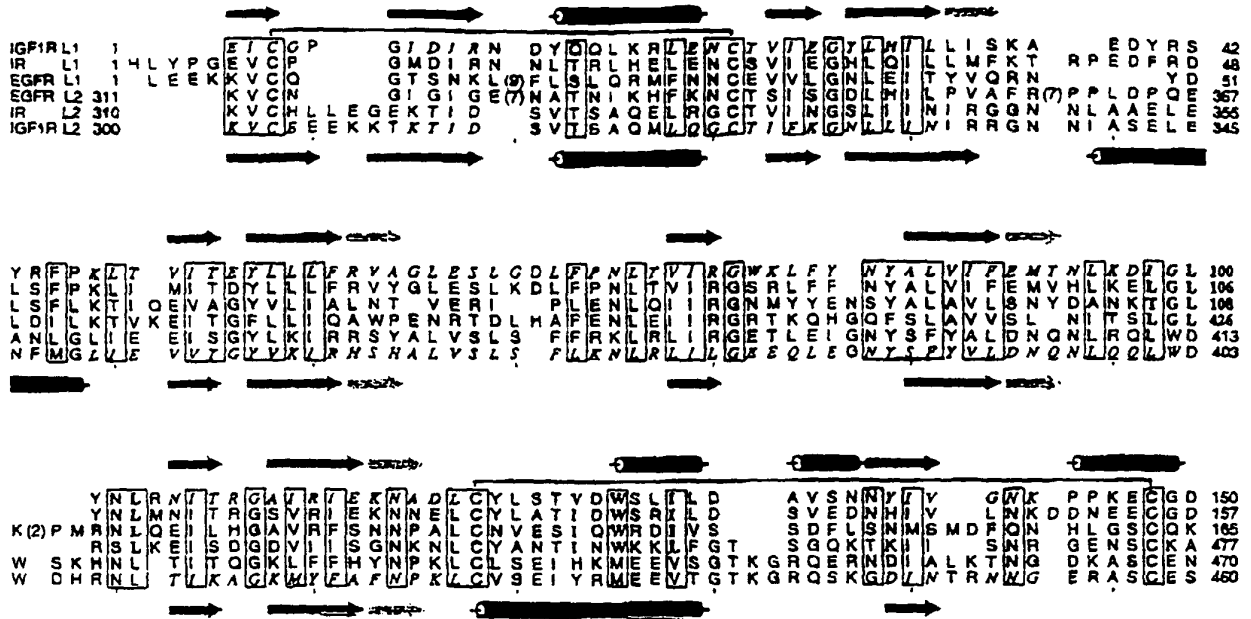 IGF1R L1 1 E I C G P G I D I R N D Y Q Q L K R L E N C T V I E G Y L H I L L I S K A E D Y R S 42
IR L1 1 H L Y P G E V C P G M D I R N N L T R L H E L E N C S V I E G H L Q I L L M F K T R P E D F R D 48
EGFR L1 1 L E E K K V C Q G T S N K L (9) F L S L Q R M F N N C E V V L G N L E I T Y V Q R N Y D 51
EGFR L2 311 K V C N G I G I G E (7) N A T N I K H F K N C T S I S G D L H I L P V A F R (7) P P L D P Q E 367
IR L2 310 K V C H L L E G E K T I D S V T S A Q E L R G C T V I N G S L I I N I R G G N N L A A E L E 355
IGF1R L2 300 K V C E E E K K T K T I D S V T S A Q M L Q G C T I F K G N L L I N I R R G N N I A S E L E 345
Y R F P K L T V I T E Y L L L F R V A G L E S L G D L F P N L T V I R G W K L F Y N Y A L V I F E M T N L K D I G L 100
L S F P K L I M I T D Y L L L F R V Y G L E S L K D L F P N L T V I R G S R L F F N Y A L V I F E M V H L K E I G L 106
L S F L K T I Q E V A G Y V L I A L N T V E R I P L E N L Q I I R G N M Y Y E N S Y A L A V L S N Y D A N K T G L 108
L D I L K T V K E I T G F L L I Q A W P E N R T D L H A F E N L E I I R G R T K Q H G Q F S L A V V S L N I T S L G L 426
A N L G L I E E I S G Y L K I R R S Y A L V S L S F F R K L R L I R G E T L E I G N Y S F Y A L D N Q N L R Q L W D 413
N F M G L I E V V T G Y V K I R H S H A L V S L S F L K N L R L I L G E E Q L E G N Y S F Y V L D N Q N L Q Q L W D 403
Y N L R N I T R G A I R I E K N A D L C Y L S T V D W S L I L D A V S N N Y I V G N K P P K E C G D 150
Y N L M N I T R G S V R I E K N N E L C Y L A T I D W S R I L D S V E D N H I V L N K D D N E E C G D 157
K (2) P M R N L Q E I L H G A V R F S N N P A L C N V E S I Q W R D I V S S D F L S N M S M D F Q N H L G S C Q K 165
R S L K E I S D G D V I I S G N K N L C Y A N T I N W K K L F G T S G Q K T K I I S N R G E N S C K A 477
W S K H N L T I T Q G K L F F H Y N P K L C L S E I H K M E E V S G T K G R Q E R N D I A L K T N G D K A S C E N 470
W D H R N L T I K A G K M Y F A F N P K L C V S E I Y R M E E V T G T K G R Q S K G D I N T R N N G E R A S C E S 460